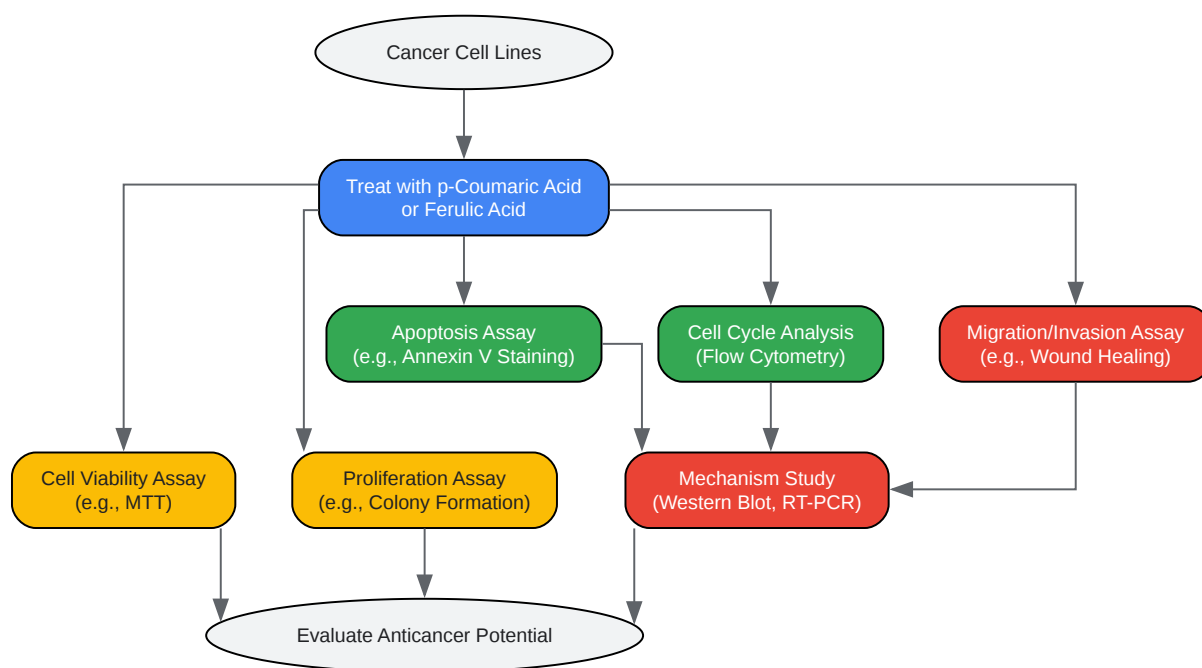 Cancer Cell Lines
Treat with p-Coumaric Acid
or Ferulic Acid
Apoptosis Assay
(e.g., Annexin V Staining)
Cell Cycle Analysis
(Flow Cytometry)
Migration/Invasion Assay
(e.g., Wound Healing)
Cell Viability Assay
(e.g., MTT)
Proliferation Assay
(e.g., Colony Formation)
Mechanism Study
(Western Blot, RT-PCR)
Evaluate Anticancer Potential